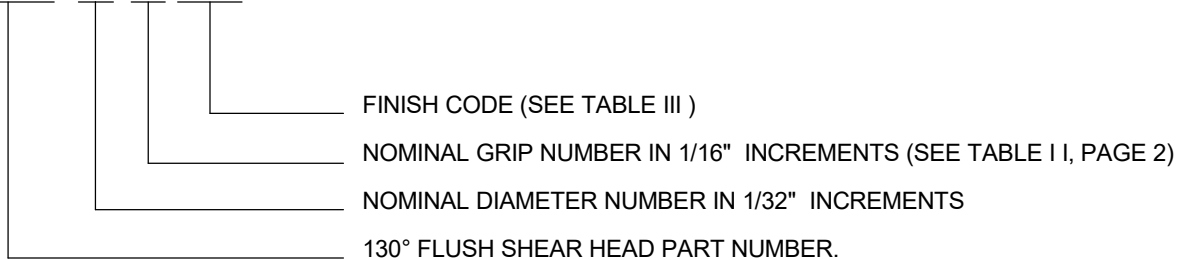 FINISH CODE (SEE TABLE III )
NOMINAL GRIP NUMBER IN 1/16" INCREMENTS (SEE TABLE I I, PAGE 2)
NOMINAL DIAMETER NUMBER IN 1/32" INCREMENTS
130° FLUSH SHEAR HEAD PART NUMBER.